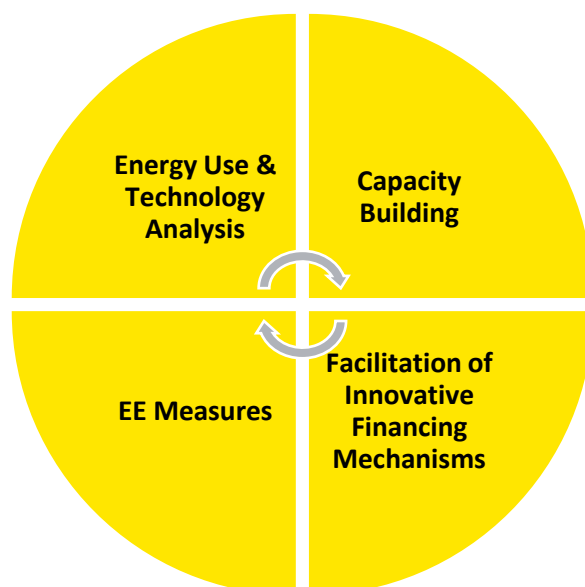 Energy Use &
Technology
Analysis
Capacity
Building
EE Measures
Facilitation of
Innovative
Financing
Mechanisms